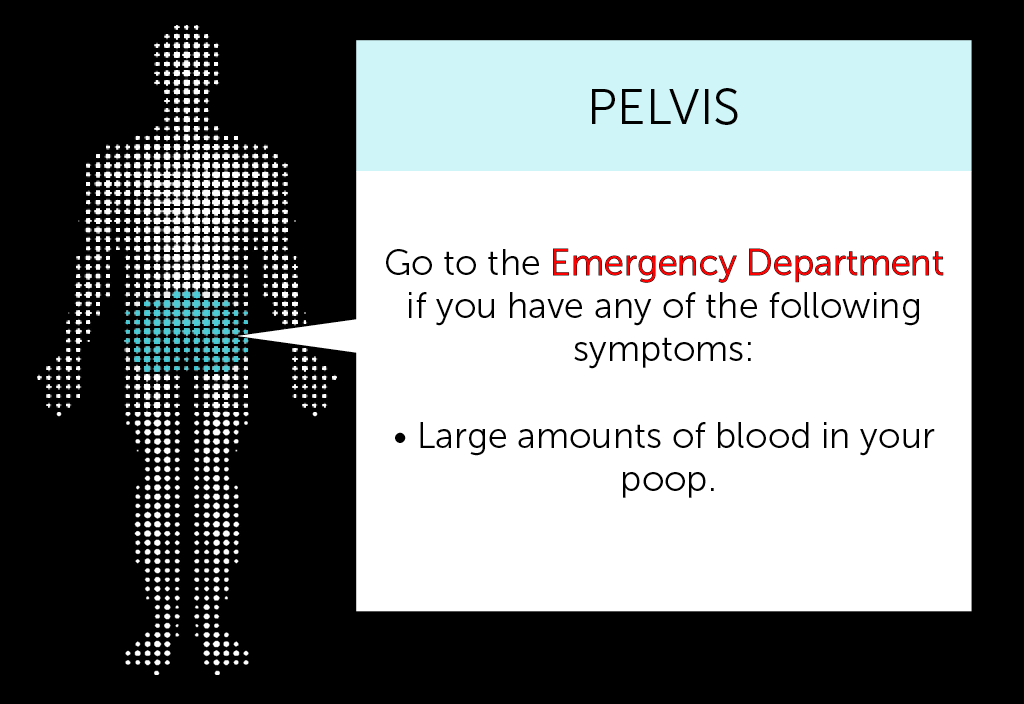 PELVIS
Go to the Emergency Department
if you have any of the following
symptoms:
• Large amounts of blood in your
poop.